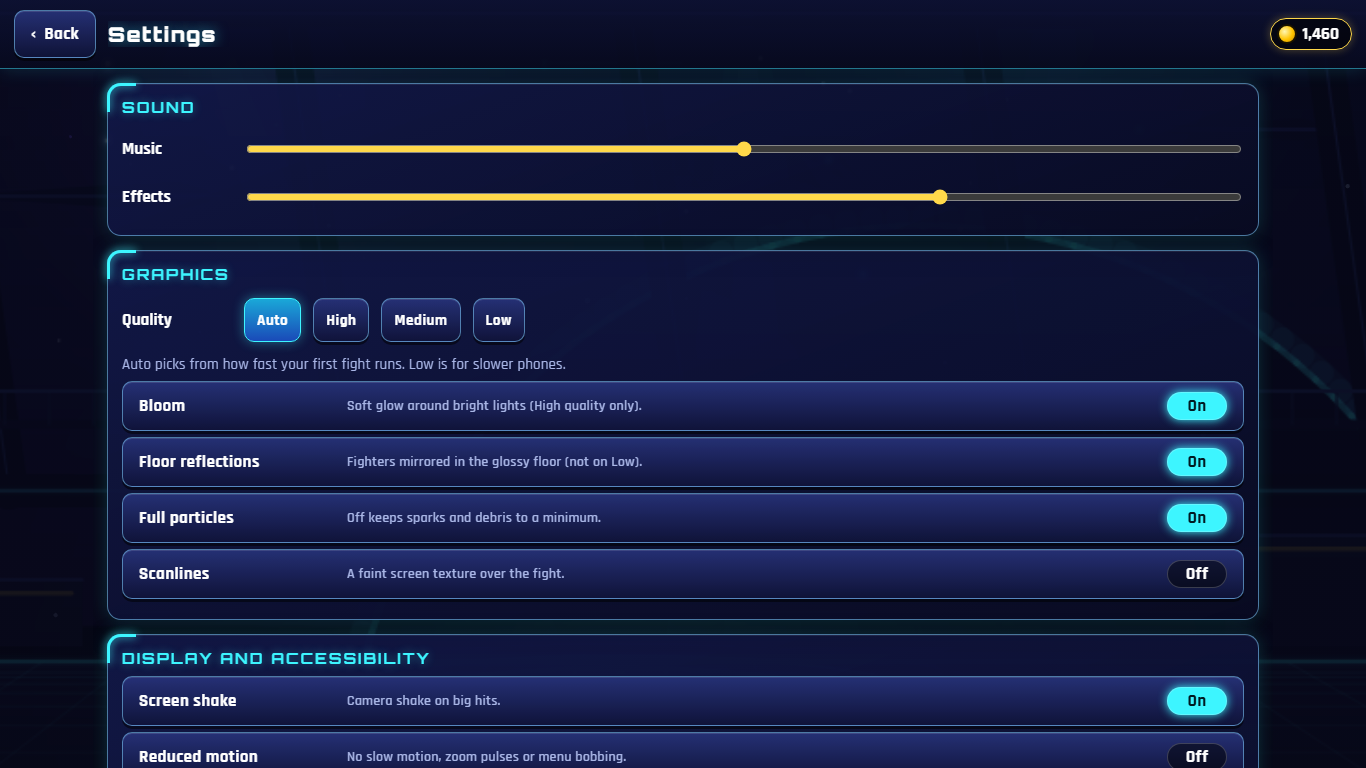 ‹ Back
Settings
1,460
SOUND
Music
Effects
GRAPHICS
Quality
Auto
High
Medium
Low
Auto picks from how fast your first fight runs. Low is for slower phones.
Bloom
Soft glow around bright lights (High quality only).
On
Floor reflections
Fighters mirrored in the glossy floor (not on Low).
On
Full particles
Off keeps sparks and debris to a minimum.
On
Scanlines
A faint screen texture over the fight.
Off
DISPLAY AND ACCESSIBILITY
Screen shake
Camera shake on big hits.
On
Reduced motion
No slow motion, zoom pulses or menu bobbing.
Off